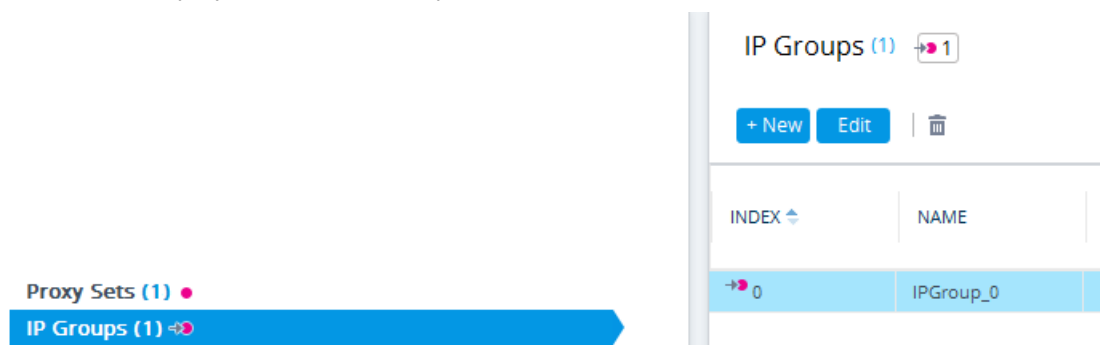 IP Groups (1) 1
+ New Edit
INDEX NAME
0 IPGroup_0
Proxy Sets (1)
IP Groups (1)